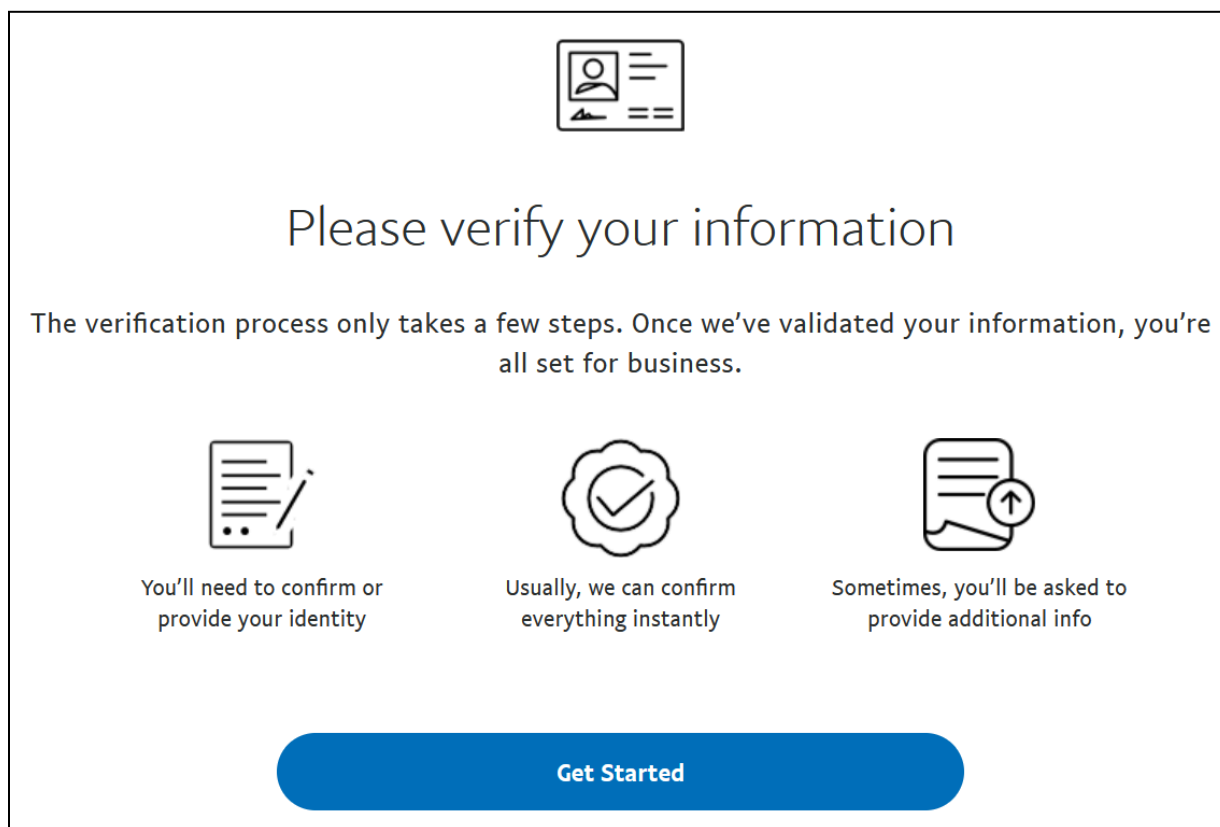 Please verify your information
The verification process only takes a few steps. Once we’ve validated your information, you’re
all set for business.
You’ll need to confirm or
provide your identity
Usually, we can confirm
everything instantly
Sometimes, you’ll be asked to
provide additional info
Get Started